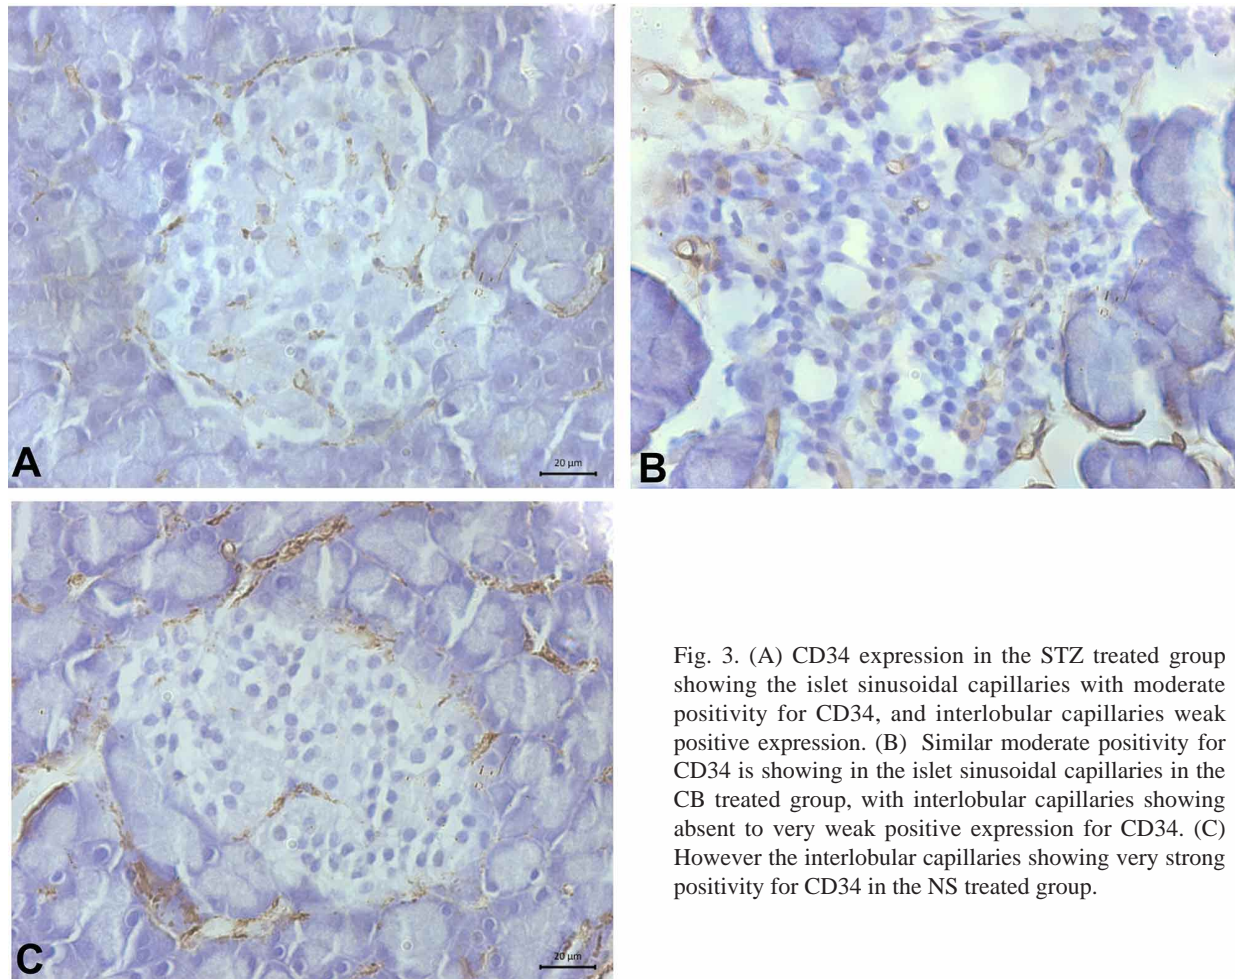 A
20 µm
B
C
20 µm
Fig. 3. (A) CD34 expression in the STZ treated group
showing the islet sinusoidal capillaries with moderate
positivity for CD34, and interlobular capillaries weak
positive expression. (B) Similar moderate positivity for
CD34 is showing in the islet sinusoidal capillaries in the
CB treated group, with interlobular capillaries showing
absent to very weak positive expression for CD34. (C)
However the interlobular capillaries showing very strong
positivity for CD34 in the NS treated group.